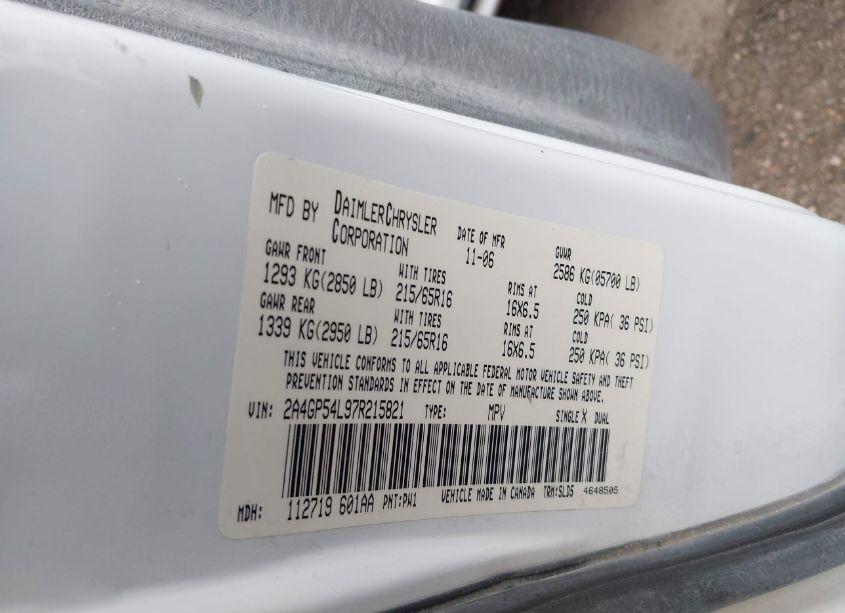 MFD BY DAIMLERCHRYSLER CORPORATION
DATE OF MFR 11-06
GVWR 2586 KG(05700 LB)
GAWR FRONT WITH TIRES RIMS AT COLD
1293 KG(2850 LB) 215/65R16 16X6.5 250 KPA( 36 PSI)
GAWR REAR WITH TIRES RIMS AT COLD
1339 KG(2950 LB) 215/65R16 16X6.5 250 KPA( 36 PSI)
THIS VEHICLE CONFORMS TO ALL APPLICABLE FEDERAL MOTOR VEHICLE SAFETY AND THEFT
PREVENTION STANDARDS IN EFFECT ON THE DATE OF MANUFACTURE SHOWN ABOVE.
VIN: 2A4GP54L97R215821 TYPE: MPV SINGLE X DUAL
MDH: 112719 601AA PNT:PW1 VEHICLE MADE IN CANADA TRM:SLD5 4648505